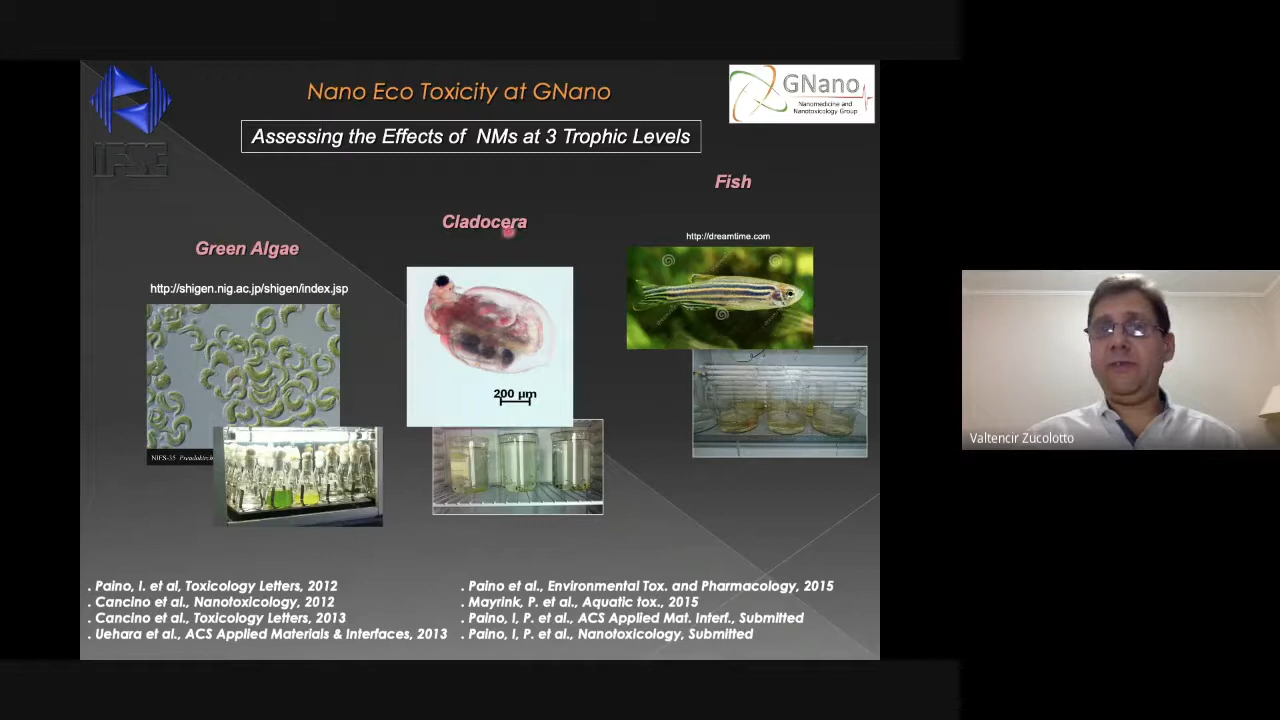 Nano Eco Toxicity at GNano
GNano
Nanomedicine and
Nanotoxicology Group
Assessing the Effects of NMs at 3 Trophic Levels
IFSC
Fish
Cladocera
Green Algae
http://dreamtime.com
http://shigen.nig.ac.jp/shigen/index.jsp
200 µm
NIES-35
Valtencir Zucolotto
. Paino, I. et al, Toxicology Letters, 2012
. Cancino et al., Nanotoxicology, 2012
. Cancino et al., Toxicology Letters, 2013
. Uehara et al., ACS Applied Materials & Interfaces, 2013
. Paino et al., Environmental Tox. and Pharmacology, 2015
. Mayrink, P. et al., Aquatic tox., 2015
. Paino, I, P. et al., ACS Applied Mat. Interf., Submitted
. Paino, I, P. et al., Nanotoxicology, Submitted